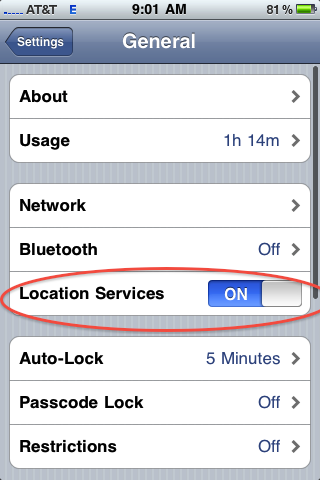 AT&T E 9:01 AM 81%
Settings General
About
Usage 1h 14m
Network
Bluetooth Off
Location Services ON
Auto-Lock 5 Minutes
Passcode Lock Off
Restrictions Off